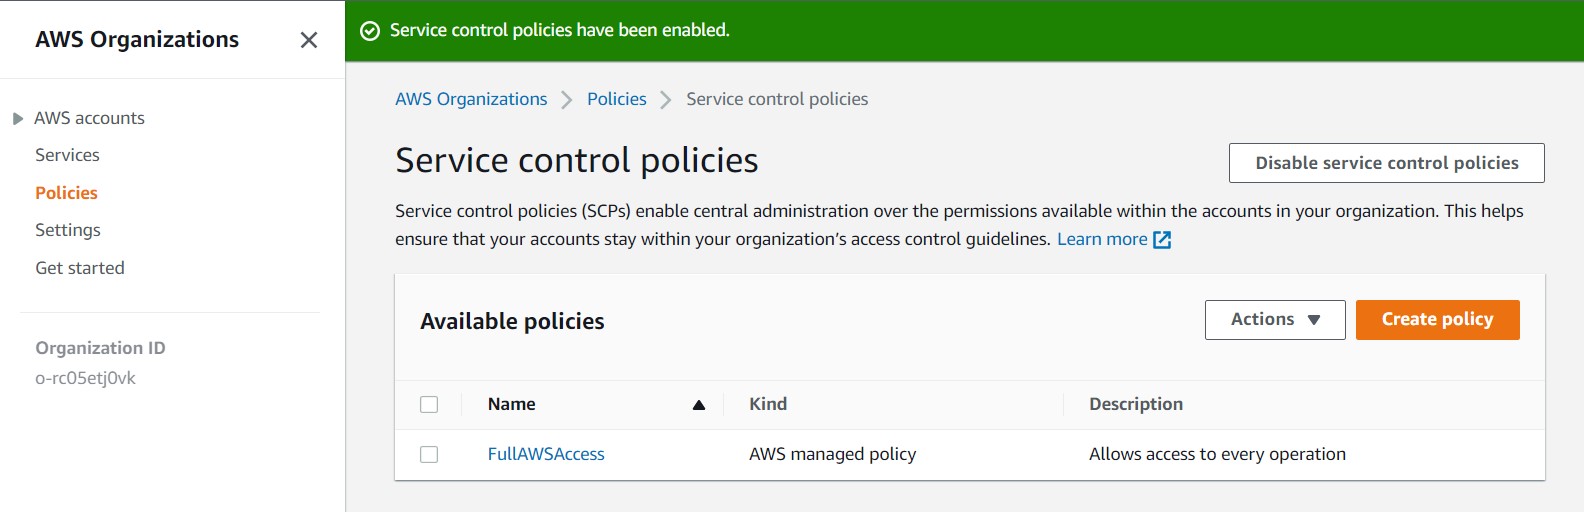 AWS Organizations
AWS accounts
Services
Policies
Settings
Get started
Organization ID
o-rc05etj0vk
Service control policies have been enabled.
AWS Organizations
Policies
Service control policies
Service control policies
Disable service control policies
Service control policies (SCPs) enable central administration over the permissions available within the accounts in your organization. This helps
ensure that your accounts stay within your organization's access control guidelines. Learn more
Available policies
Actions
Create policy
Name Kind Description
FullAWSAccess AWS managed policy Allows access to every operation